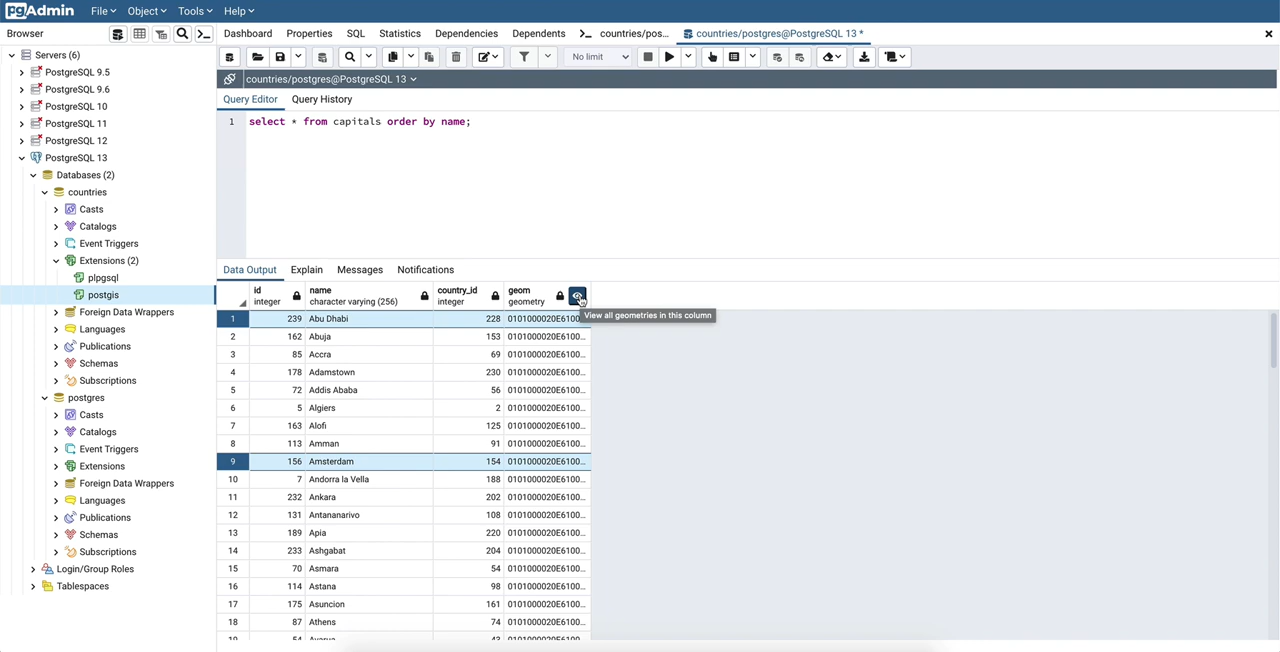 pgAdmin File Object Tools Help
Browser
Dashboard Properties SQL Statistics Dependencies Dependents countries/pos... countries/postgres@PostgreSQL 13 *
No limit
countries/postgres@PostgreSQL 13
Query Editor Query History
1 select * from capitals order by name;
Servers (6)
PostgreSQL 9.5
PostgreSQL 9.6
PostgreSQL 10
PostgreSQL 11
PostgreSQL 12
PostgreSQL 13
Databases (2)
countries
Casts
Catalogs
Event Triggers
Extensions (2)
plpgsql
postgis
Foreign Data Wrappers
Languages
Publications
Schemas
Subscriptions
postgres
Casts
Catalogs
Event Triggers
Extensions
Foreign Data Wrappers
Languages
Publications
Schemas
Subscriptions
Login/Group Roles
Tablespaces
Data Output Explain Messages Notifications
id name country_id geom
integer character varying (256) integer geometry
View all geometries in this column
1 239 Abu Dhabi 228 0101000020E6100...
2 162 Abuja 153 0101000020E6100...
3 85 Accra 69 0101000020E6100...
4 178 Adamstown 230 0101000020E6100...
5 72 Addis Ababa 56 0101000020E6100...
6 5 Algiers 2 0101000020E6100...
7 163 Alofi 125 0101000020E6100...
8 113 Amman 91 0101000020E6100...
9 156 Amsterdam 154 0101000020E6100...
10 7 Andorra la Vella 188 0101000020E6100...
11 232 Ankara 202 0101000020E6100...
12 131 Antananarivo 108 0101000020E6100...
13 189 Apia 220 0101000020E6100...
14 233 Ashgabat 204 0101000020E6100...
15 70 Asmara 54 0101000020E6100...
16 114 Astana 98 0101000020E6100...
17 175 Asuncion 161 0101000020E6100...
18 87 Athens 74 0101000020E6100...